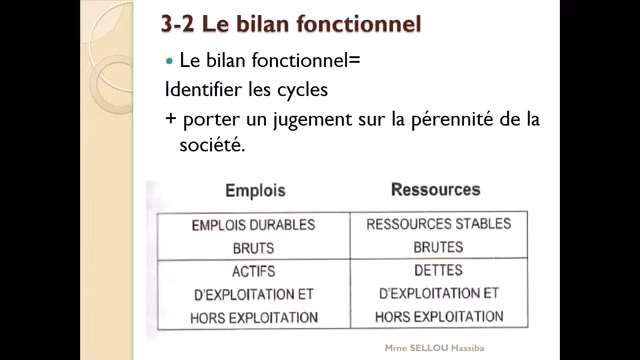 3-2 Le bilan fonctionnel
• Le bilan fonctionnel=
Identifier les cycles
+ porter un jugement sur la pérennité de la
société.
Emplois Ressources
EMPLOIS DURABLES RESSOURCES STABLES
BRUTS BRUTES
ACTIFS DETTES
D'EXPLOITATION ET D'EXPLOITATION ET
HORS EXPLOITATION HORS EXPLOITATION
Mme SELLOU Hassiba